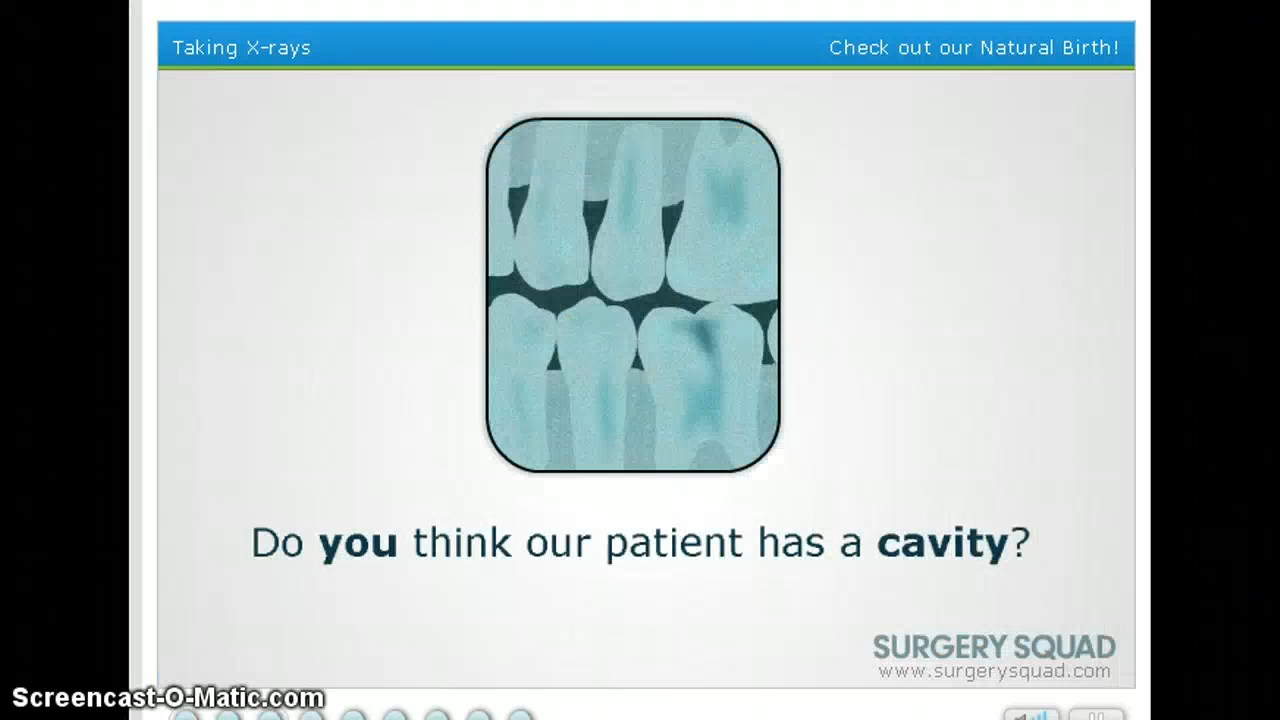 Taking X-rays
Check out our Natural Birth!
Do you think our patient has a cavity?
SURGERY SQUAD
www.surgerysquad.com
Screencast-O-Matic.com